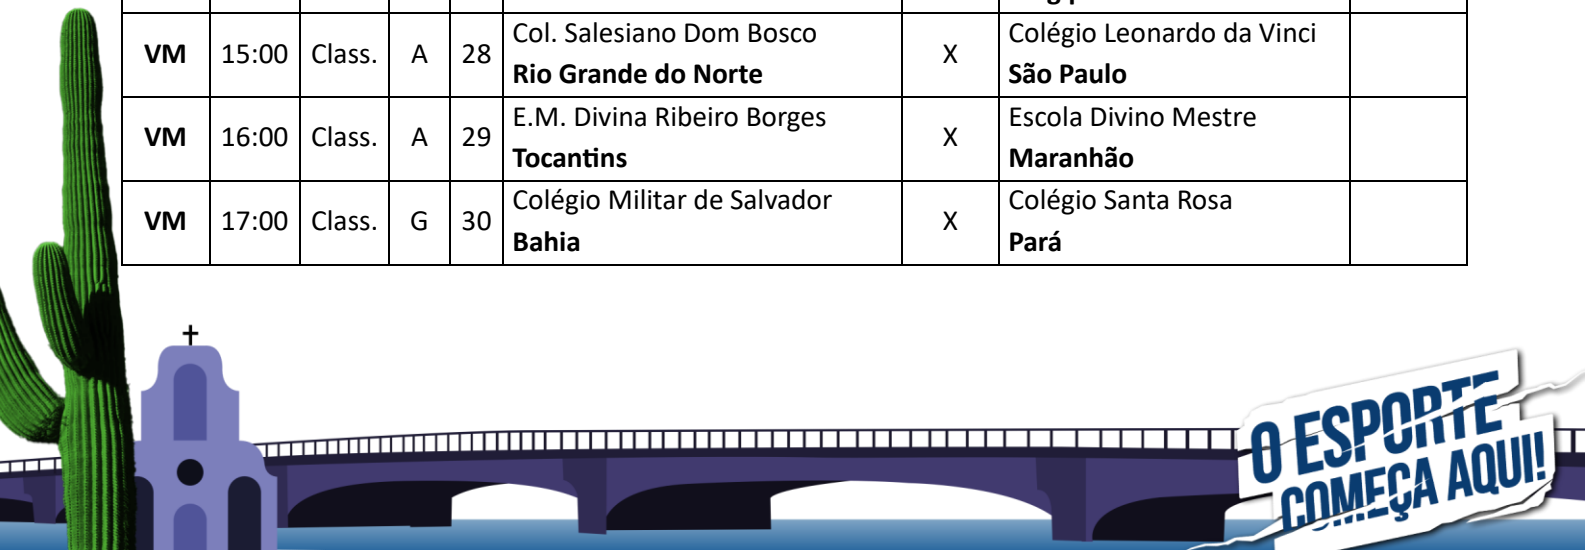 VM 15:00 Class. A 28 Col. Salesiano Dom Bosco X Colégio Leonardo da Vinci
Rio Grande do Norte São Paulo
VM 16:00 Class. A 29 E.M. Divina Ribeiro Borges X Escola Divino Mestre
Tocantins Maranhão
VM 17:00 Class. G 30 Colégio Militar de Salvador X Colégio Santa Rosa
Bahia Pará
O ESPORTE
COMEÇA AQUI!